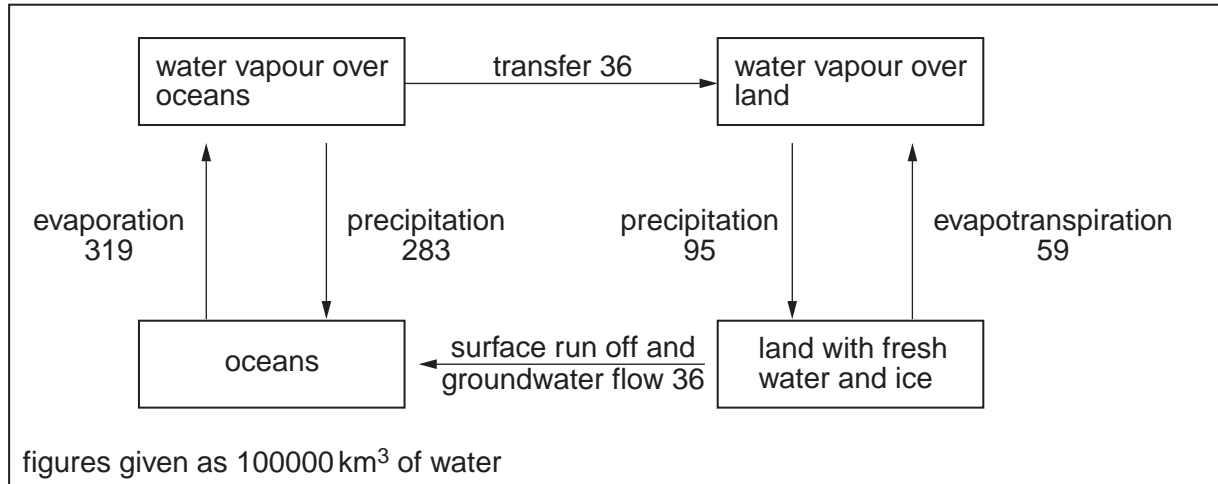 water vapour over
oceans
transfer 36
water vapour over
land
evaporation
319
precipitation
283
precipitation
95
evapotranspiration
59
oceans
surface run off and
groundwater flow 36
land with fresh
water and ice
figures given as 100000 km³ of water